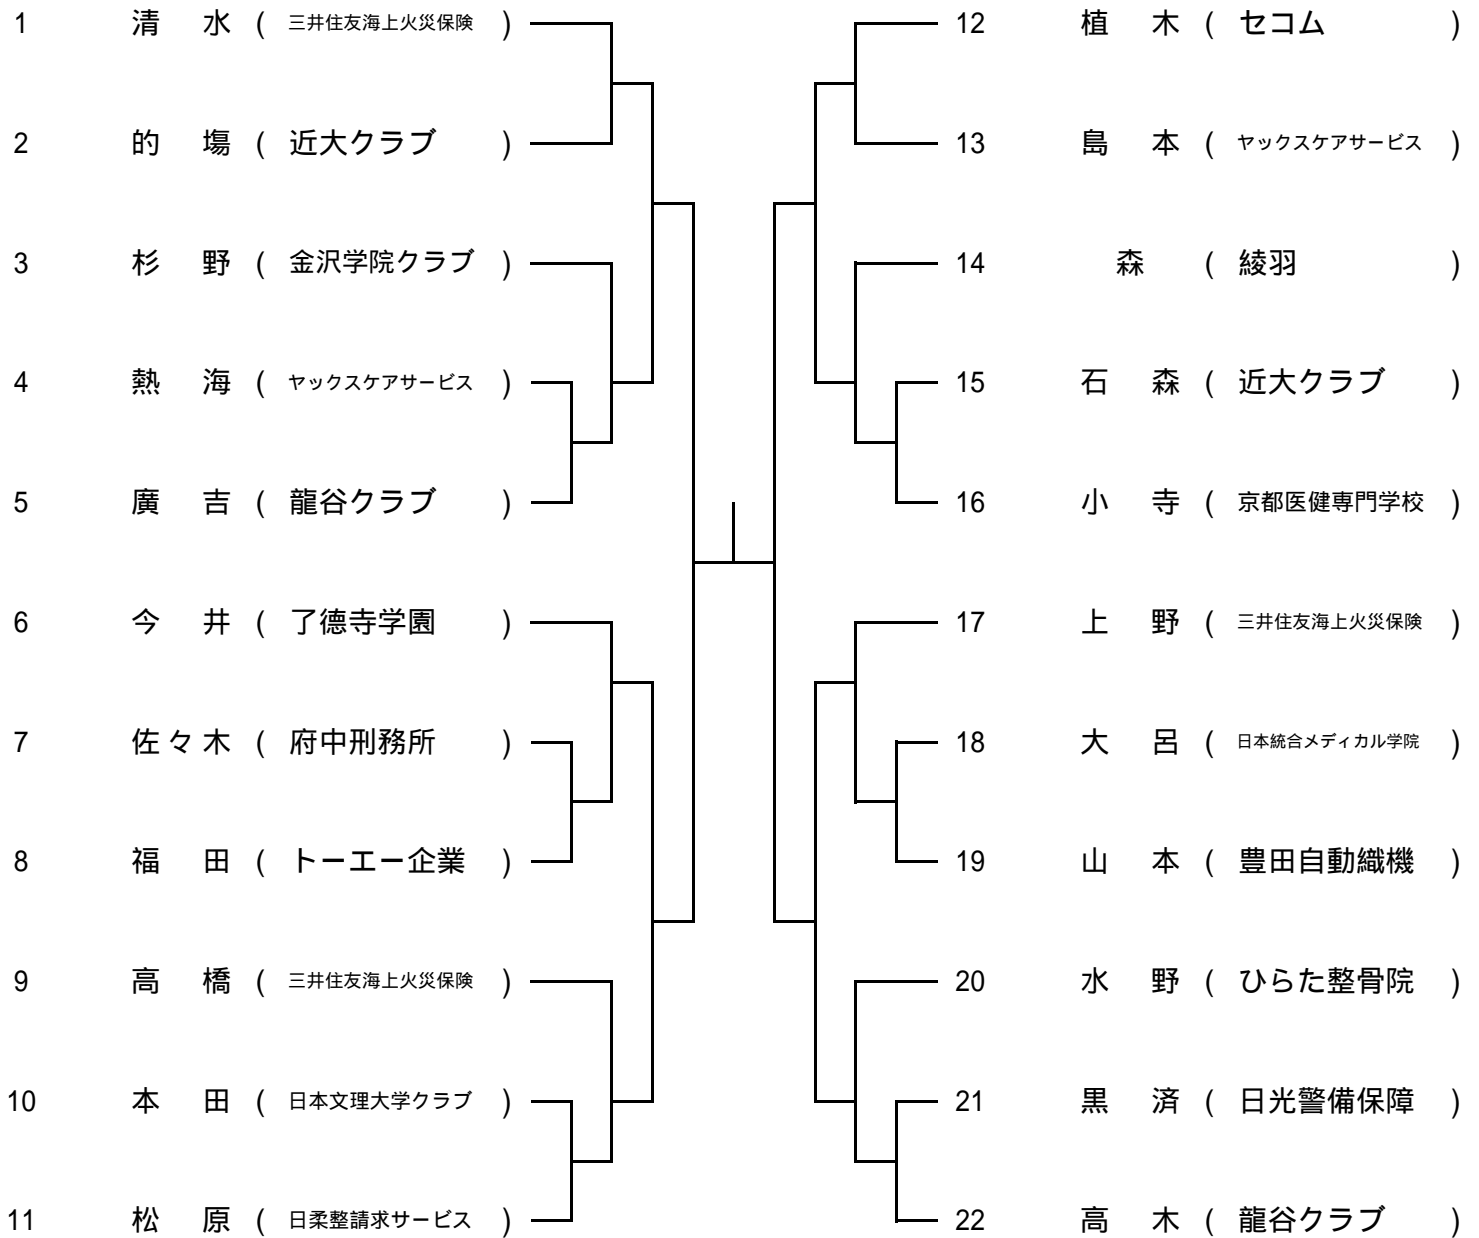 1 清水 ( 三井住友海上火災保険 )
2 的場 ( 近大クラブ )
3 杉野 ( 金沢学院クラブ )
4 熱海 ( ヤックスケアサービス )
5 廣吉 ( 龍谷クラブ )
6 今井 ( 了德寺学園 )
7 佐々木 ( 府中刑務所 )
8 福田 ( トーエー企業 )
9 高橋 ( 三井住友海上火災保険 )
10 本田 ( 日本文理大学クラブ )
11 松原 ( 日柔整請求サービス )
12 植木 ( セコム )
13 島本 ( ヤックスケアサービス )
14 森 ( 綾羽 )
15 石森 ( 近大クラブ )
16 小寺 ( 京都医健専門学校 )
17 上野 ( 三井住友海上火災保険 )
18 大呂 ( 日本統合メディカル学院 )
19 山本 ( 豊田自動織機 )
20 水野 ( ひらた整骨院 )
21 黒済 ( 日光警備保障 )
22 高木 ( 龍谷クラブ )